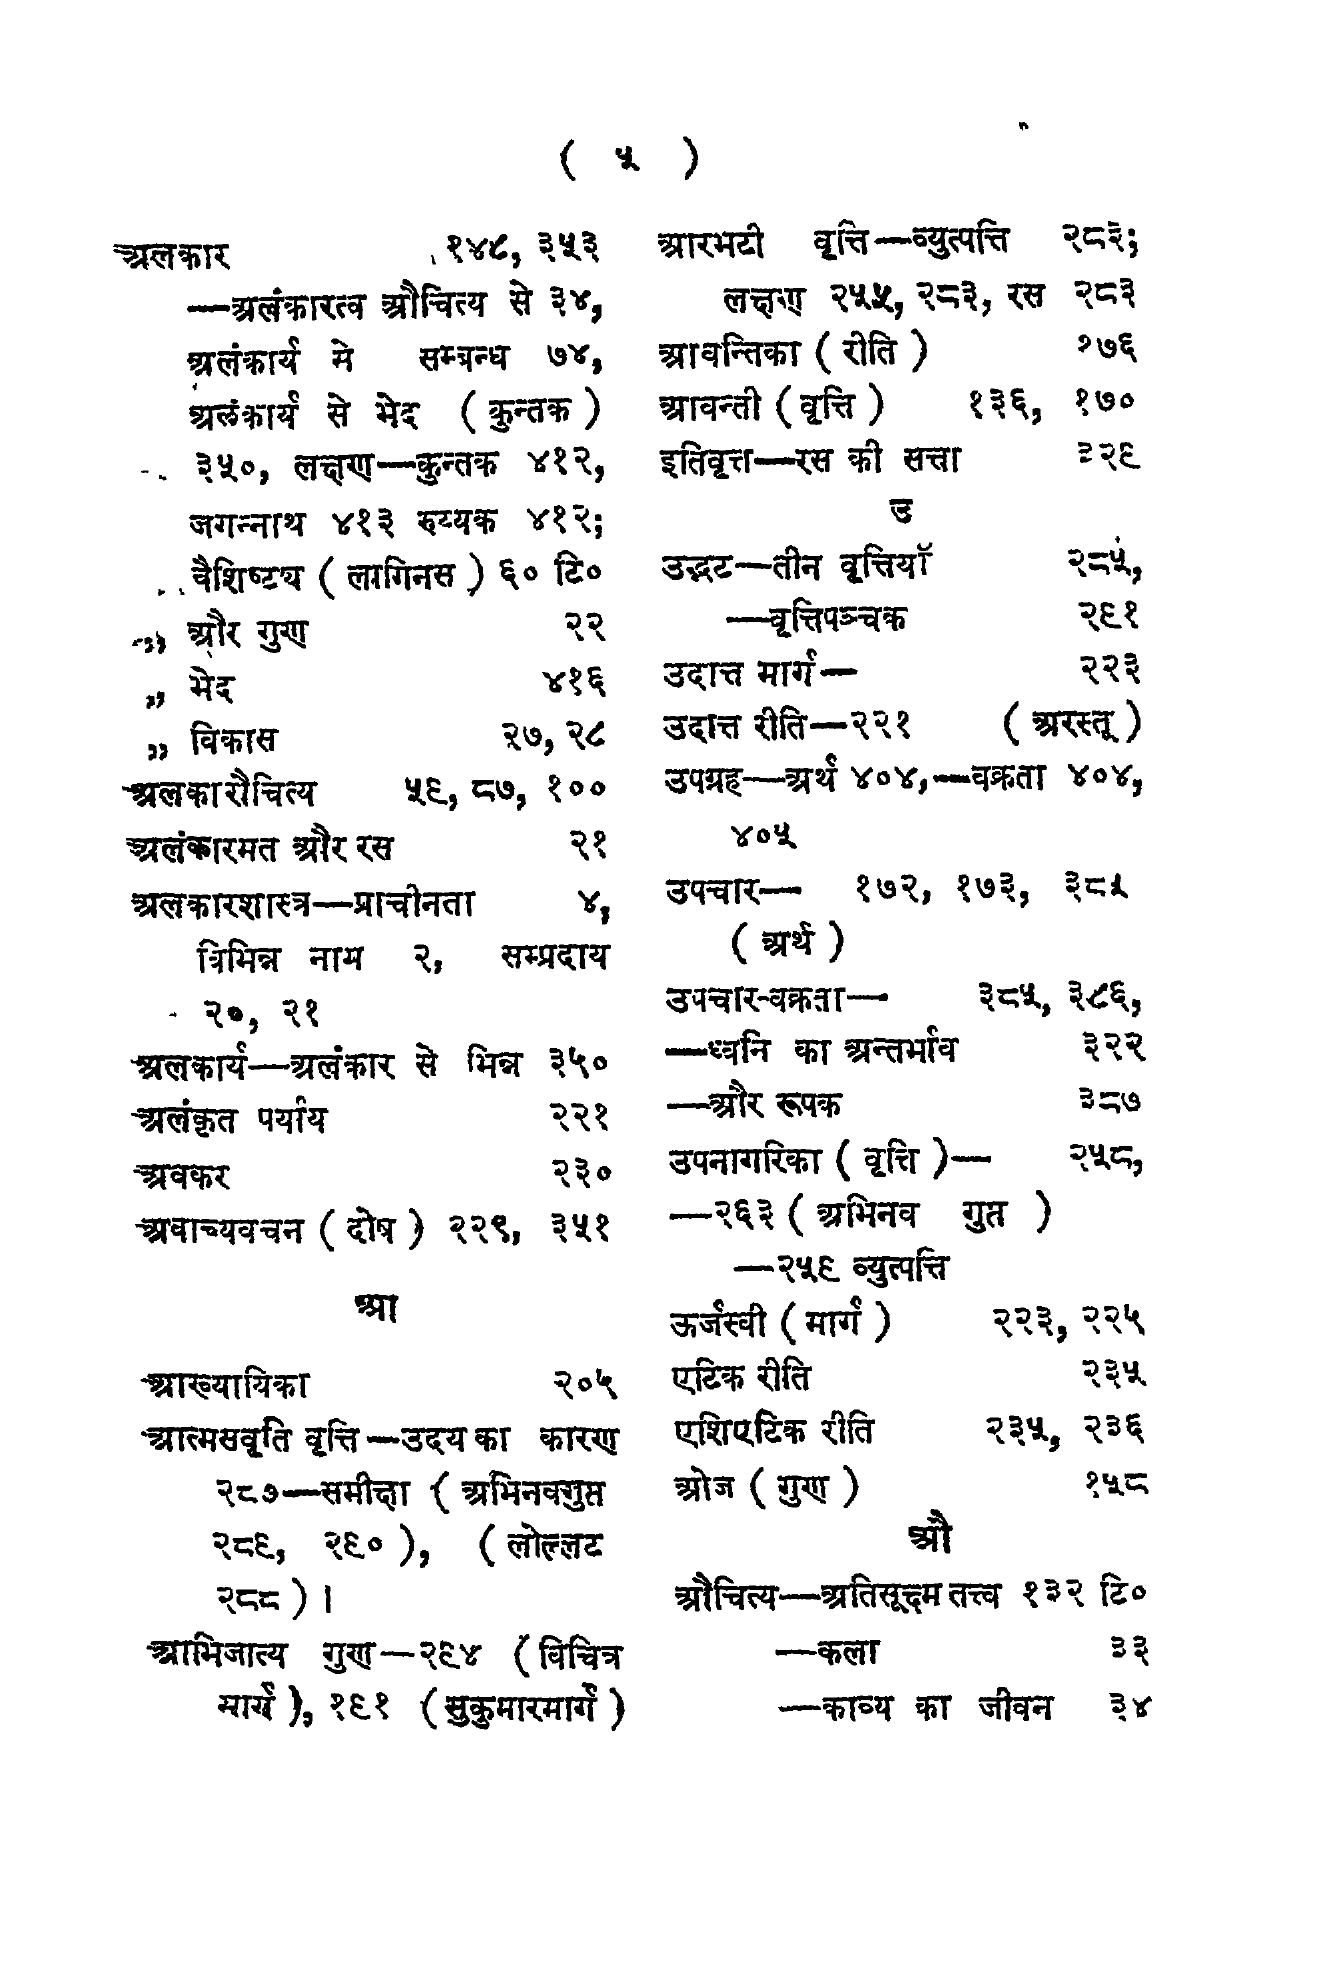 ( ५ )
अलकार १४८, ३५३
—अलंकारत्व औचित्य से ३४,
अलंकार्य मे सम्बन्ध ७४,
अलंकार्य से भेद ( कुन्तक )
३५०, लक्षण—कुन्तक ४१२,
जगन्नाथ ४१३ रुय्यक ४१२;
वैशिष्ट्य ( लागिनस ) ६० टि०
,, और गुण २२
,, भेद ४१६
,, विकास २७, २८
अलकारौचित्य ५९, ८७, १००
अलंकारमत और रस २१
अलकारशास्त्र—प्राचीनता ४,
विभिन्न नाम २, सम्प्रदाय
२०, २१
अलकार्य—अलंकार से भिन्न ३५०
अलंकृत पर्याय २२१
अवकर २३०
अवाच्यवचन ( दोष ) २२९, ३५१
आ
आख्यायिका २०५
आत्मसवृति वृत्ति—उदय का कारण
२८७—समीक्षा ( अभिनवगुप्त
२८९, २९० ), ( लोल्लट
२८८ ) ।
आभिजात्य गुण—२९४ ( विचित्र
मार्ग ), १९१ ( सुकुमारमार्ग )
आरभटी वृत्ति—व्युत्पत्ति २८३;
लक्षण २५५, २८३, रस २८३
आवन्तिका ( रीति ) १७६
आवन्ती ( वृत्ति ) १३६, १७०
इतिवृत्त—रस की सत्ता ३२९
उ
उद्भट—तीन वृत्तियॉ २८५,
—वृत्तिपञ्चक २९१
उदात्त मार्ग— २२३
उदात्त रीति—२२१ ( अरस्तू )
उपग्रह—अर्थ ४०४,—वक्रता ४०४,
४०५
उपचार— १७२, १७३, ३८५
( अर्थ )
उपचार-वक्रता— ३८५, ३८६,
—ध्वनि का अन्तर्भाव ३२२
—और रूपक ३८७
उपनागरिका ( वृत्ति )— २५८,
—२६३ ( अभिनव गुप्त )
—२५९ व्युत्पत्ति
ऊर्जस्वी ( मार्ग ) २२३, २२५
एटिक रीति २३५
एशिएटिक रीति २३५, २३६
ओज ( गुण ) १५८
औ
औचित्य—अतिसूक्ष्म तत्त्व १३२ टि०
—कला ३३
—काव्य का जीवन ३४